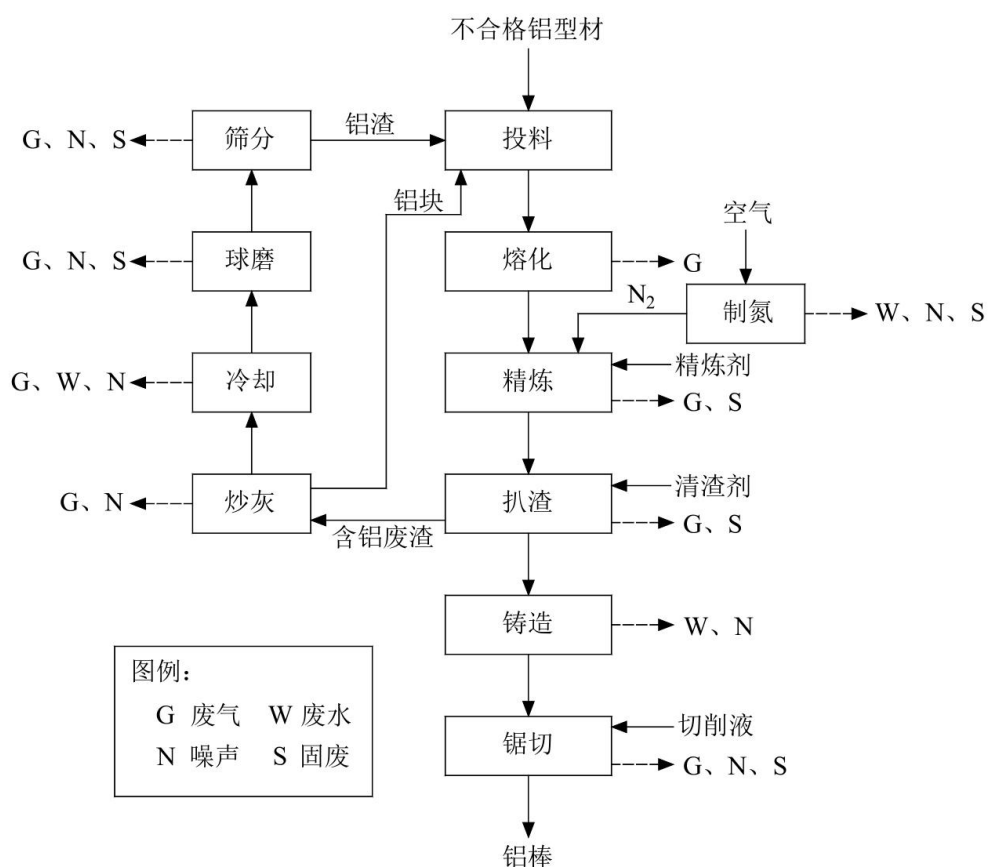 不合格铝型材
G、N、S
筛分
铝渣
投料
铝块
空气
G、N、S
球磨
熔化
G
N₂
制氮
W、N、S
G、W、N
冷却
精炼
精炼剂
G、S
G、N
炒灰
含铝废渣
扒渣
清渣剂
G、S
铸造
W、N
图例：
G 废气 W 废水
N 噪声 S 固废
锯切
切削液
G、N、S
铝棒